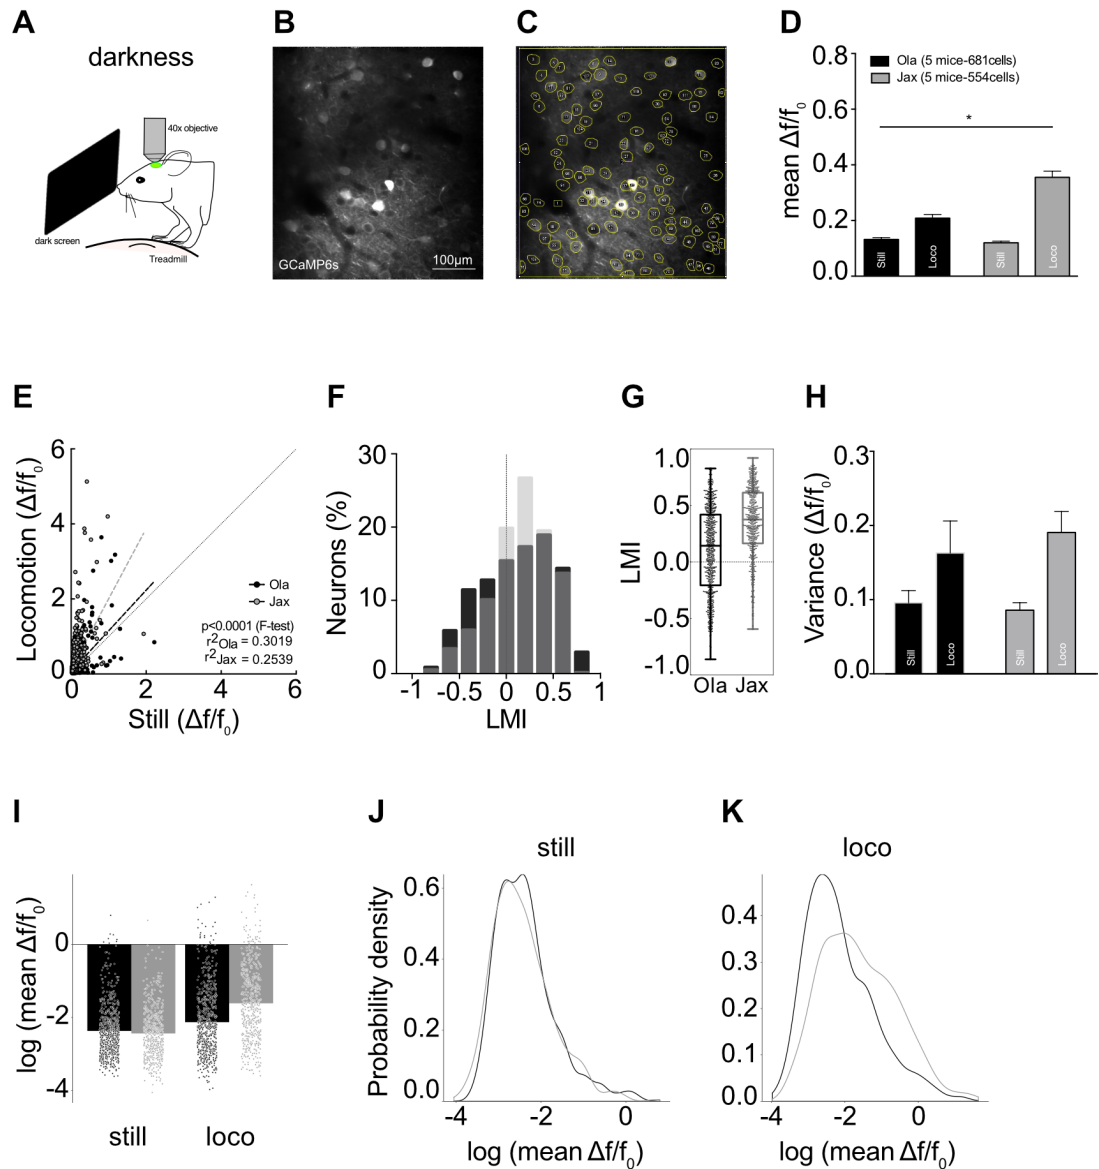 A
darkness
40x objective
dark screen
Treadmill
B
GCaMP6s
100µm
C
D
Ola (5 mice-681cells)
Jax (5 mice-554cells)
*
mean Δf/f0
0.8
0.6
0.4
0.2
0.0
Still
Loco
Still
Loco
E
Locomotion (Δf/f0)
6
4
2
0
0
2
4
6
Still (Δf/f0)
Ola
Jax
p<0.0001 (F-test)
r2Ola = 0.3019
r2Jax = 0.2539
F
Neurons (%)
30
20
10
0
-1
-0.5
0
0.5
1
LMI
G
LMI
1.0
0.5
0.0
-0.5
-1.0
Ola Jax
H
Variance (Δf/f0)
0.3
0.2
0.1
0.0
Still
Loco
Still
Loco
I
log (mean Δf/f0)
0
-2
-4
still
loco
J
still
Probability density
0.6
0.4
0.2
0.0
-4
-2
0
log (mean Δf/f0)
K
loco
0.4
0.3
0.2
0.1
0.0
-4
-2
0
log (mean Δf/f0)